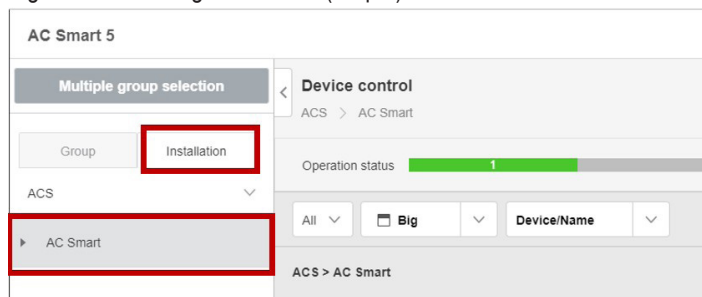 AC Smart 5
Multiple group selection
Group
Installation
ACS
AC Smart
Device control
ACS > AC Smart
Operation status
1
All
Big
Device/Name
ACS > AC Smart